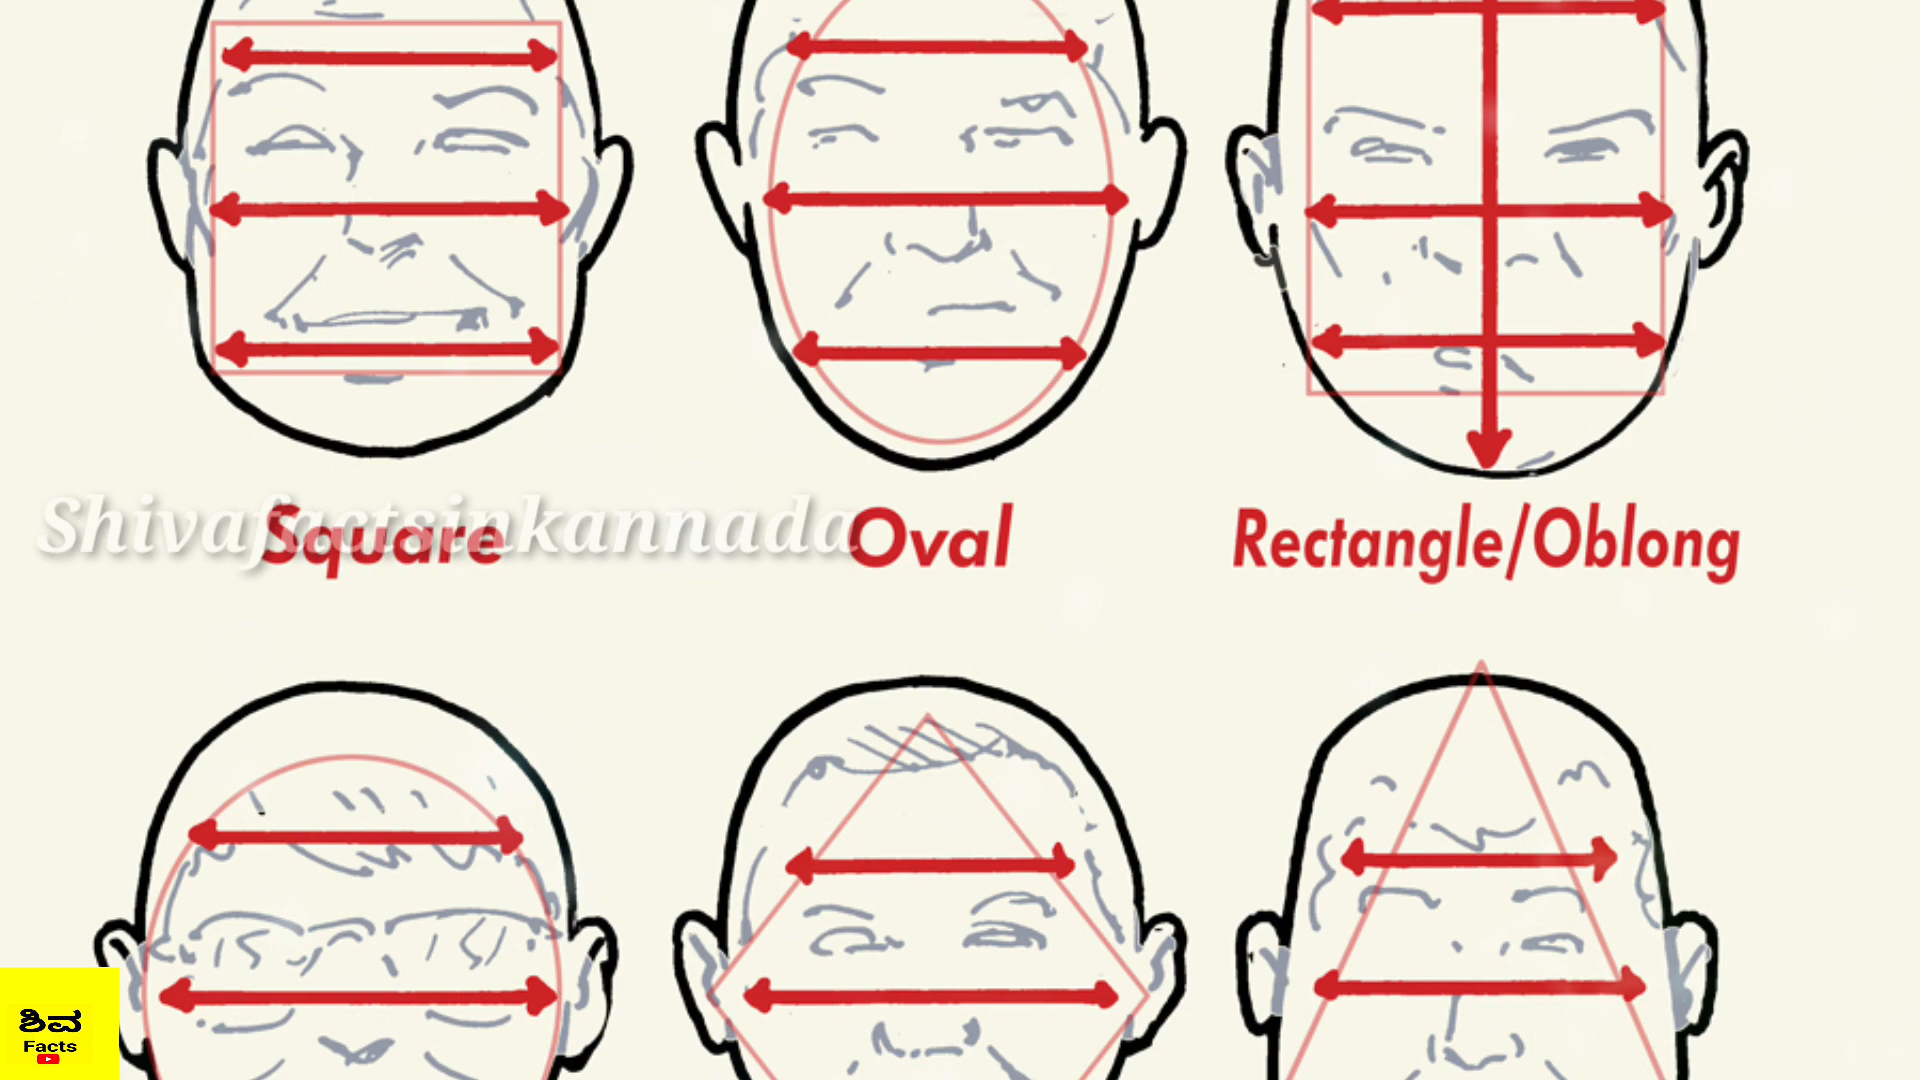 Shivafactsinkannada
Square
Oval
Rectangle/Oblong
ಶಿವ
Facts